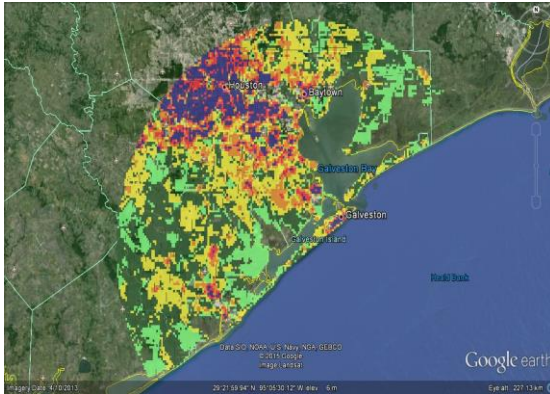 N
Houston
Baytown
Galveston Bay
Galveston
Galveston Island
Heald Bank
Data SIO, NOAA, U.S. Navy, NGA, GEBCO
© 2015 Google
Image Landsat
Google earth
Imagery Date: 4/10/2013
29°21'59.94" N 95°05'30.12" W elev 6 m
Eye alt 227.13 km